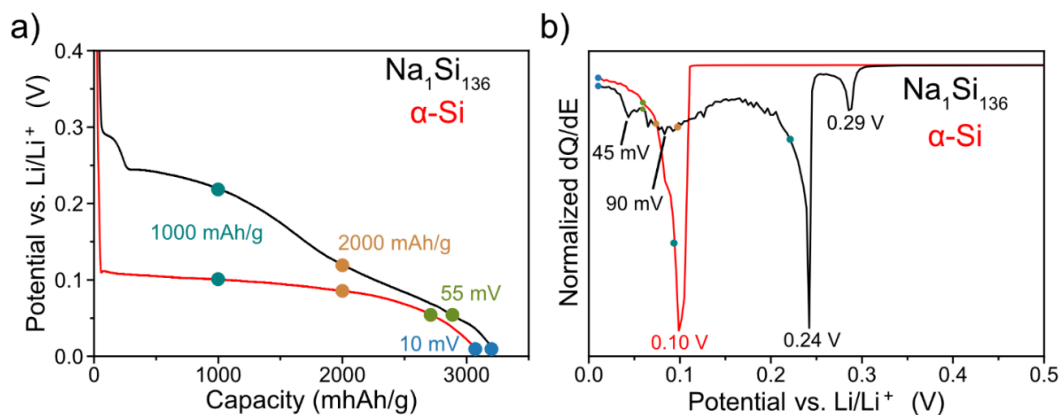 a)
Potential vs. Li/Li⁺ (V)
0.4
0.3
0.2
0.1
0.0
Na₁Si₁₃₆
α-Si
1000 mAh/g
2000 mAh/g
55 mV
10 mV
0
1000
2000
3000
Capacity (mhAh/g)
b)
Normalized dQ/dE
Na₁Si₁₃₆
α-Si
0.29 V
45 mV
90 mV
0.10 V
0.24 V
0.0
0.1
0.2
0.3
0.4
0.5
Potential vs. Li/Li⁺ (V)